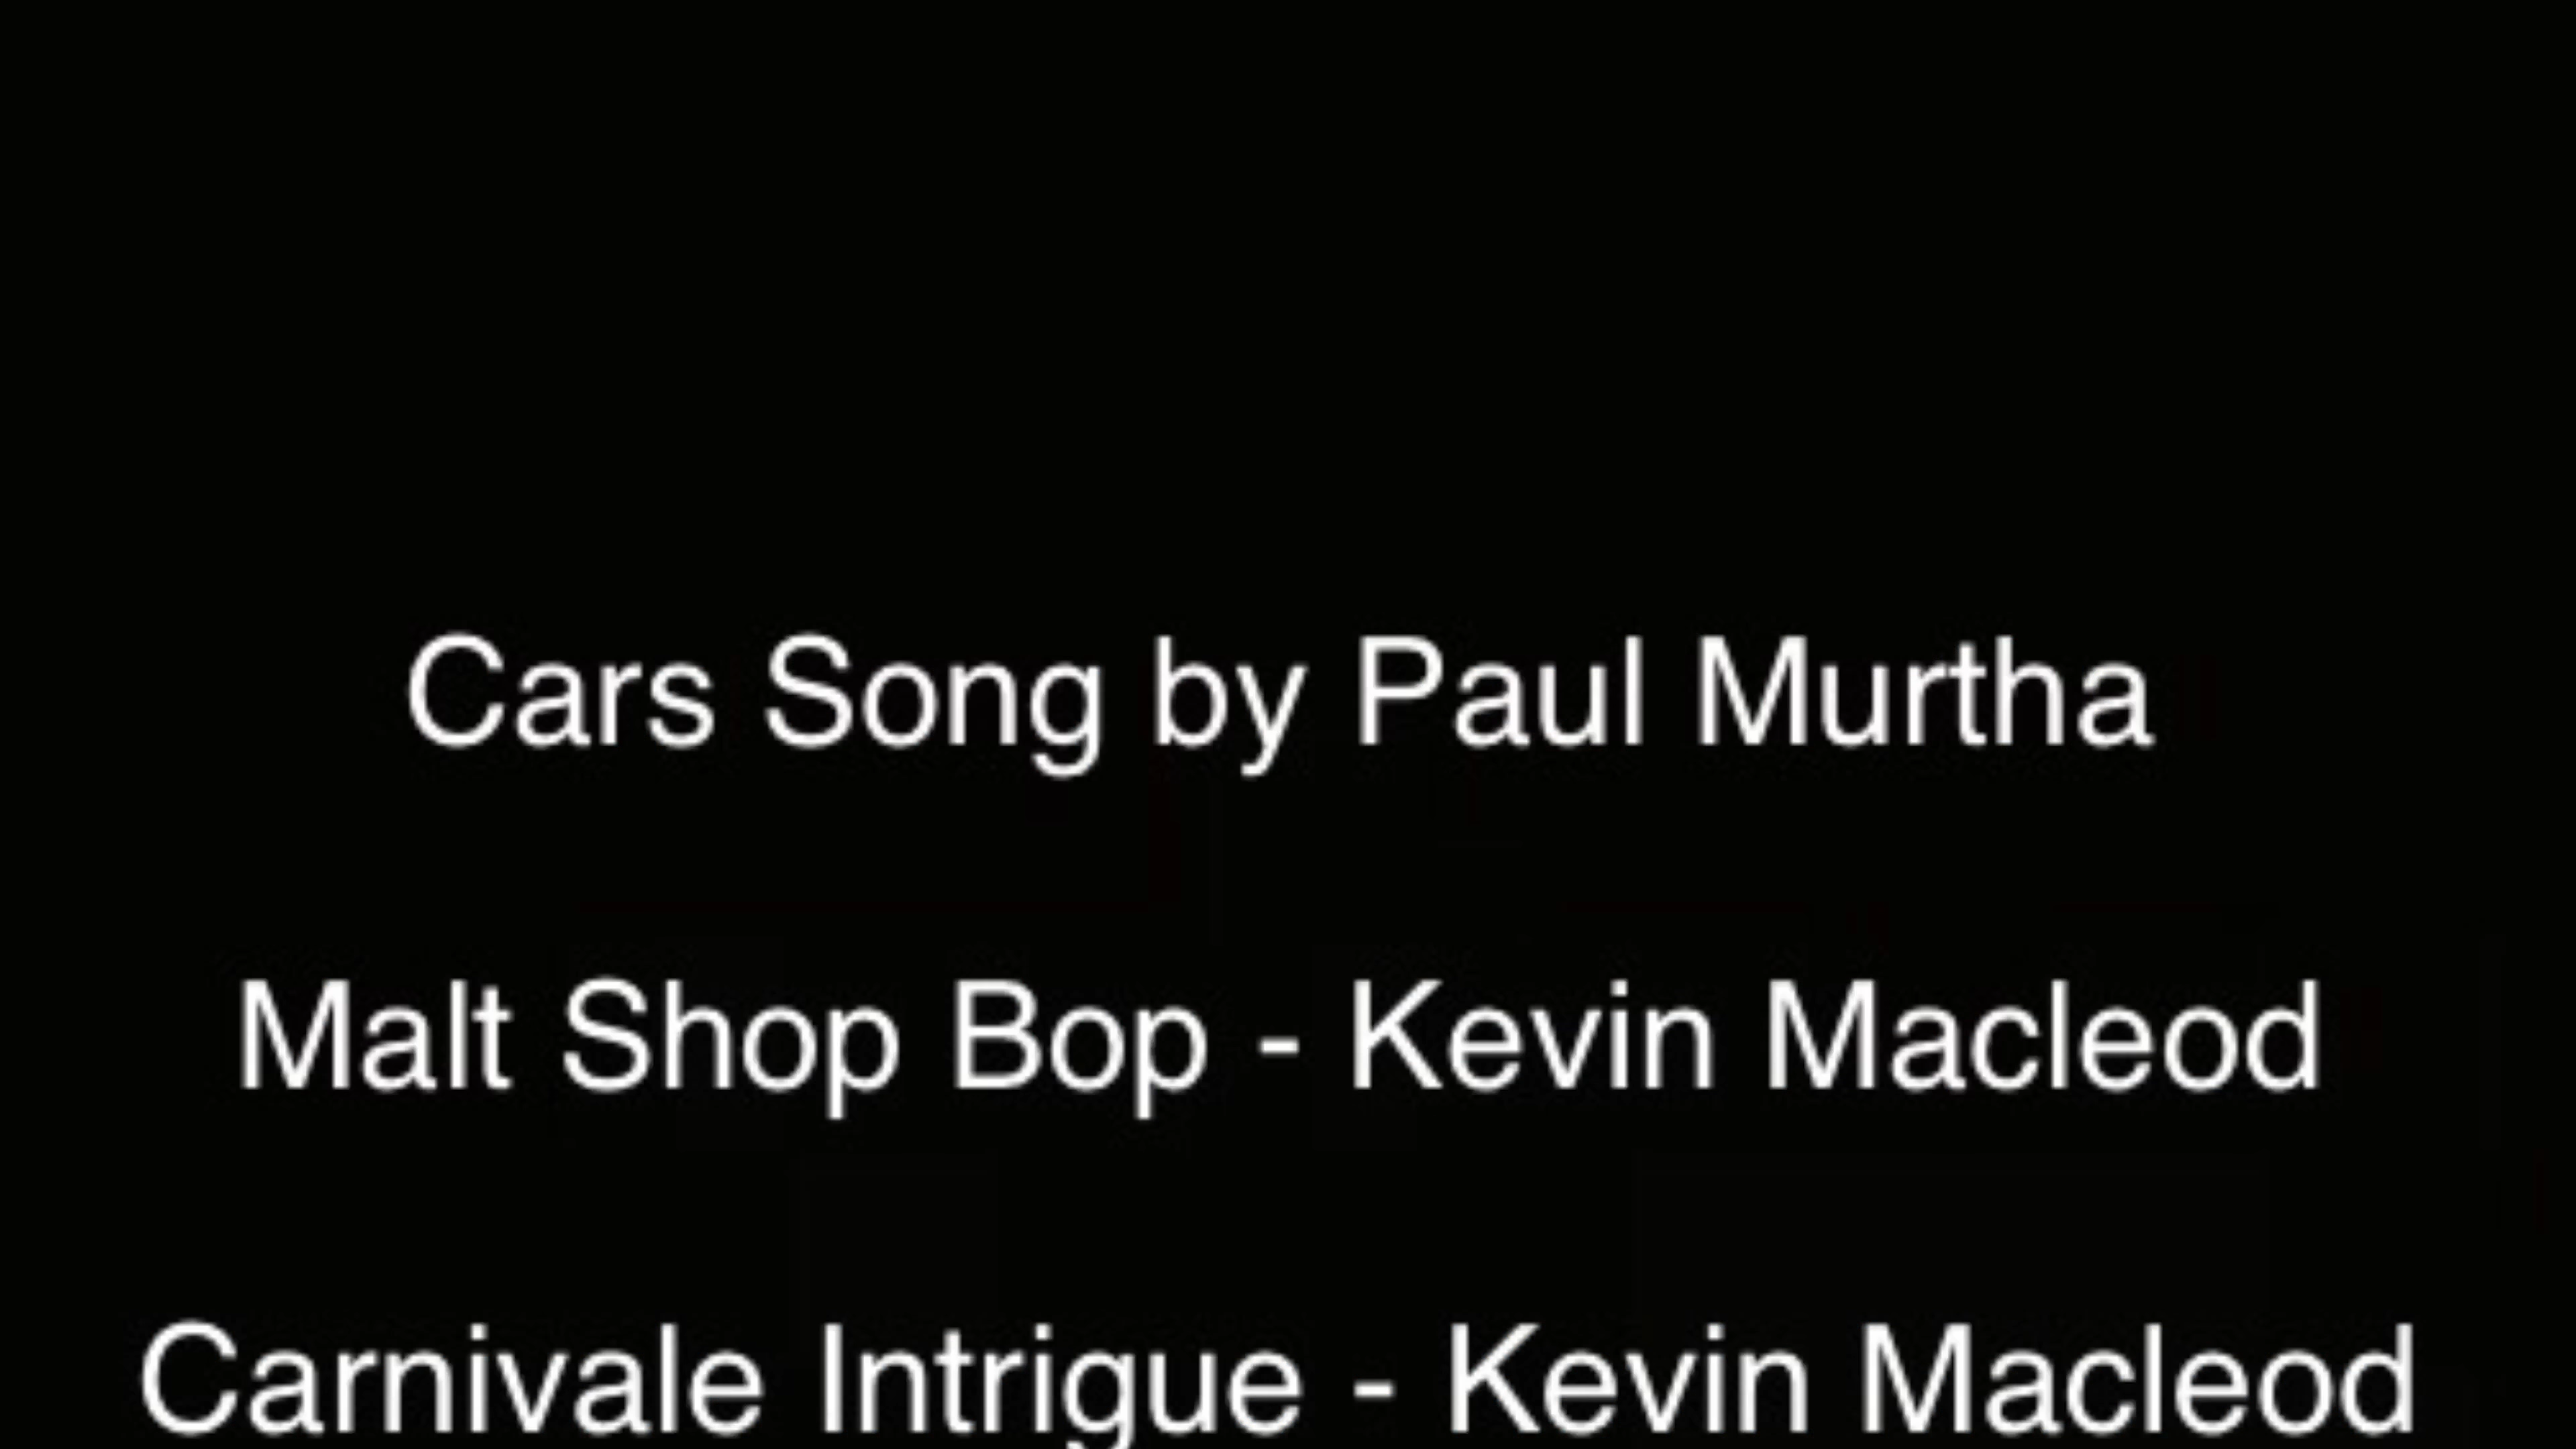 Cars Song by Paul Murtha
Malt Shop Bop - Kevin Macleod
Carnivale Intrigue - Kevin Macleod